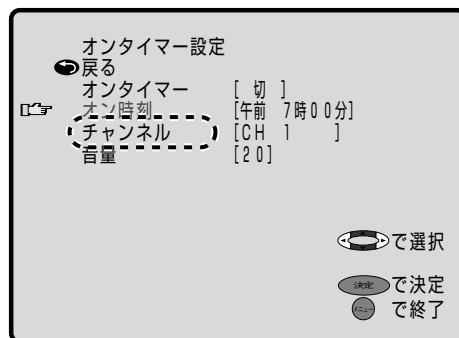 オンタイマー設定
戻る
オンタイマー [ 切 ]
オン時刻 [午前 7時00分]
チャンネル [CH 1 ]
音量 [20]
で選択
決定 で決定
メニュー で終了